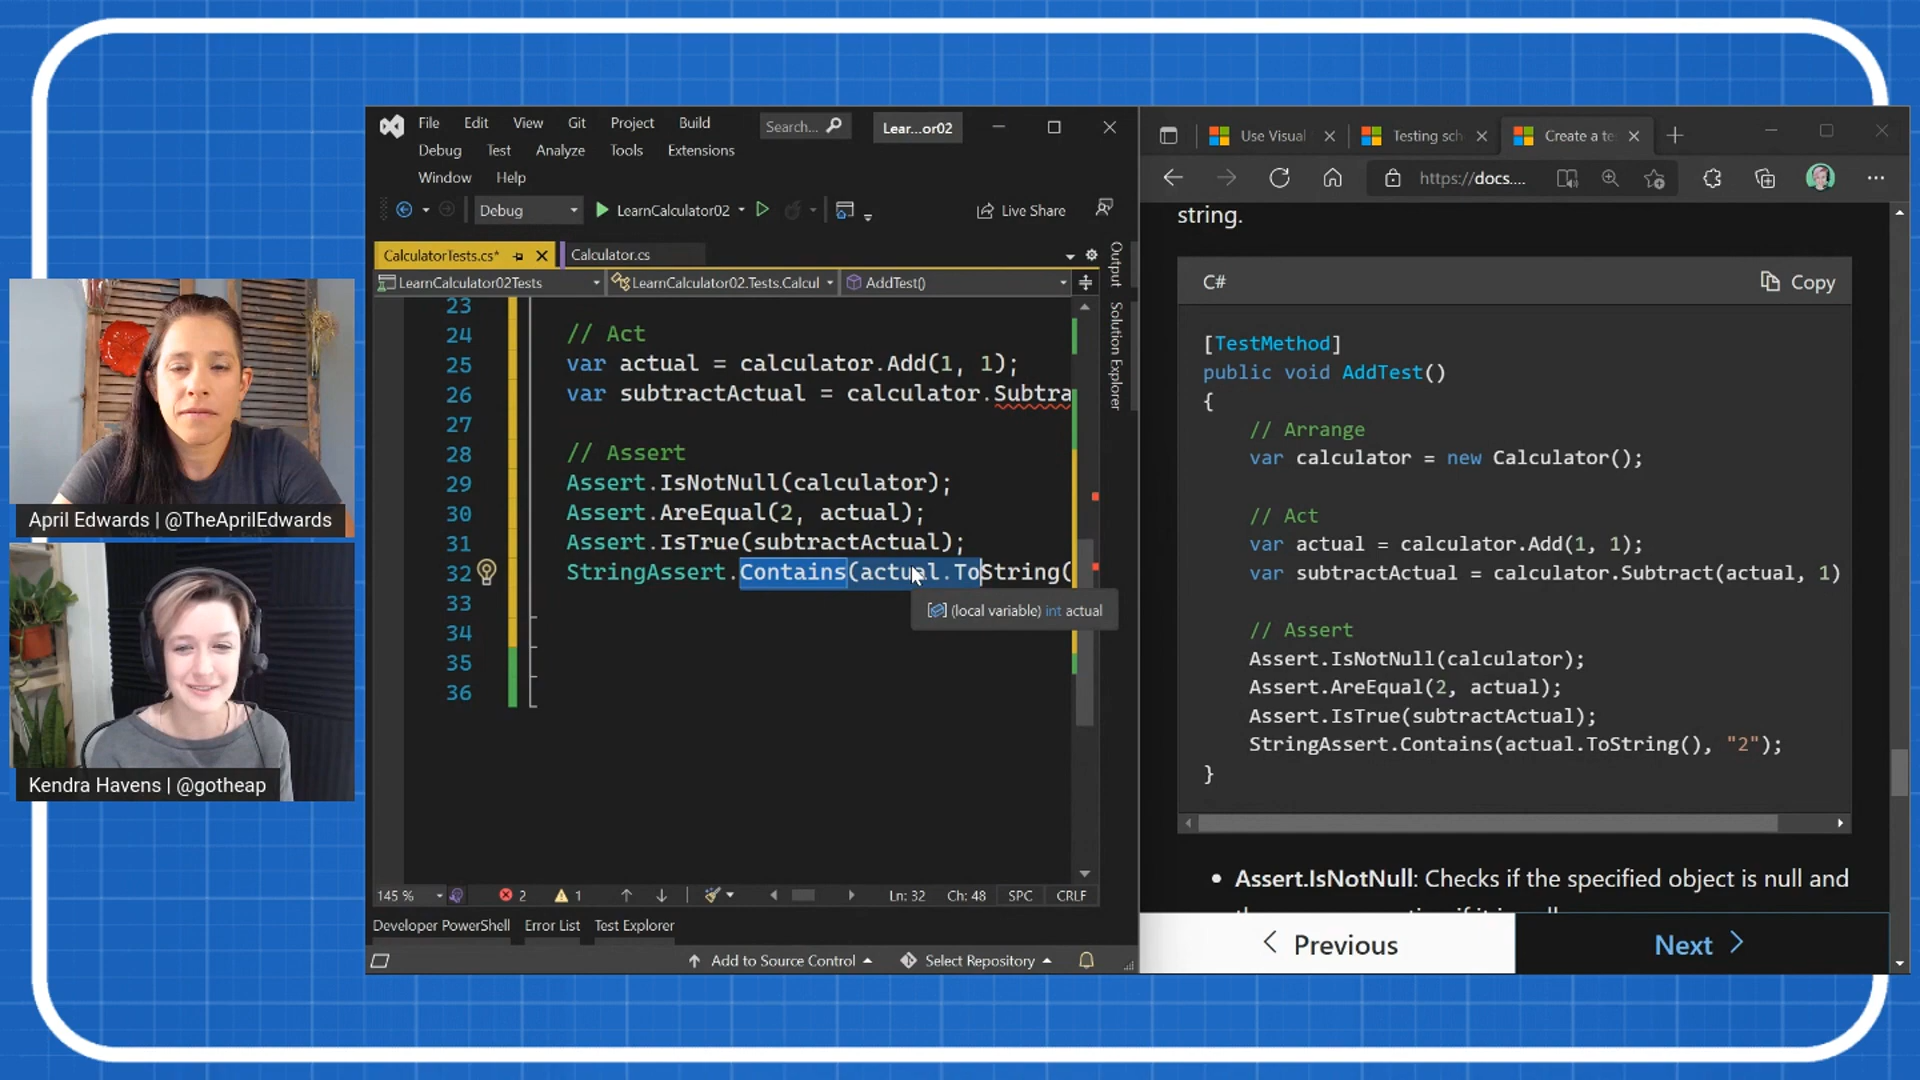 April Edwards | @TheAprilEdwards
Kendra Havens | @gotheap
File Edit View Git Project Build
Search...
Lear...or02
Debug Test Analyze Tools Extensions
Window Help
Debug
LearnCalculator02
Live Share
CalculatorTests.cs*
Calculator.cs
LearnCalculator02Tests
LearnCalculator02.Tests.Calcul
AddTest()
Output
Solution Explorer
23
24 // Act
25 var actual = calculator.Add(1, 1);
26 var subtractActual = calculator.Subtra
27
28 // Assert
29 Assert.IsNotNull(calculator);
30 Assert.AreEqual(2, actual);
31 Assert.IsTrue(subtractActual);
32 StringAssert.Contains(actual.ToString(
(local variable) int actual
33
34
35
36
145 %
2
1
Ln: 32 Ch: 48 SPC CRLF
Developer PowerShell Error List Test Explorer
Add to Source Control
Select Repository
Use Visual
Testing sch
Create a te
https://docs....
string.
C#
Copy
[TestMethod]
public void AddTest()
{
// Arrange
var calculator = new Calculator();
// Act
var actual = calculator.Add(1, 1);
var subtractActual = calculator.Subtract(actual, 1)
// Assert
Assert.IsNotNull(calculator);
Assert.AreEqual(2, actual);
Assert.IsTrue(subtractActual);
StringAssert.Contains(actual.ToString(), "2");
}
Assert.IsNotNull: Checks if the specified object is null and
Previous
Next